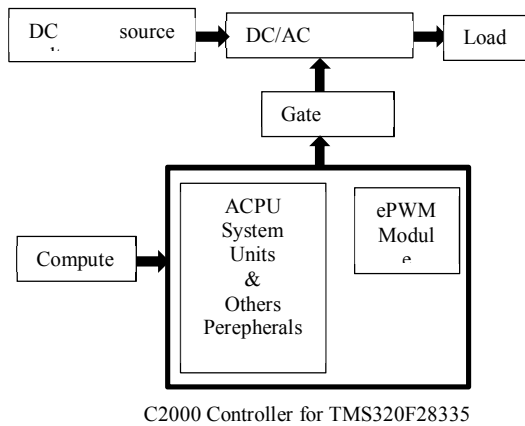 DC source
DC/AC
Load
Gate
ACPU
System
Units
&
Others
Perepherals
ePWM
Modul
e
Compute
C2000 Controller for TMS320F28335